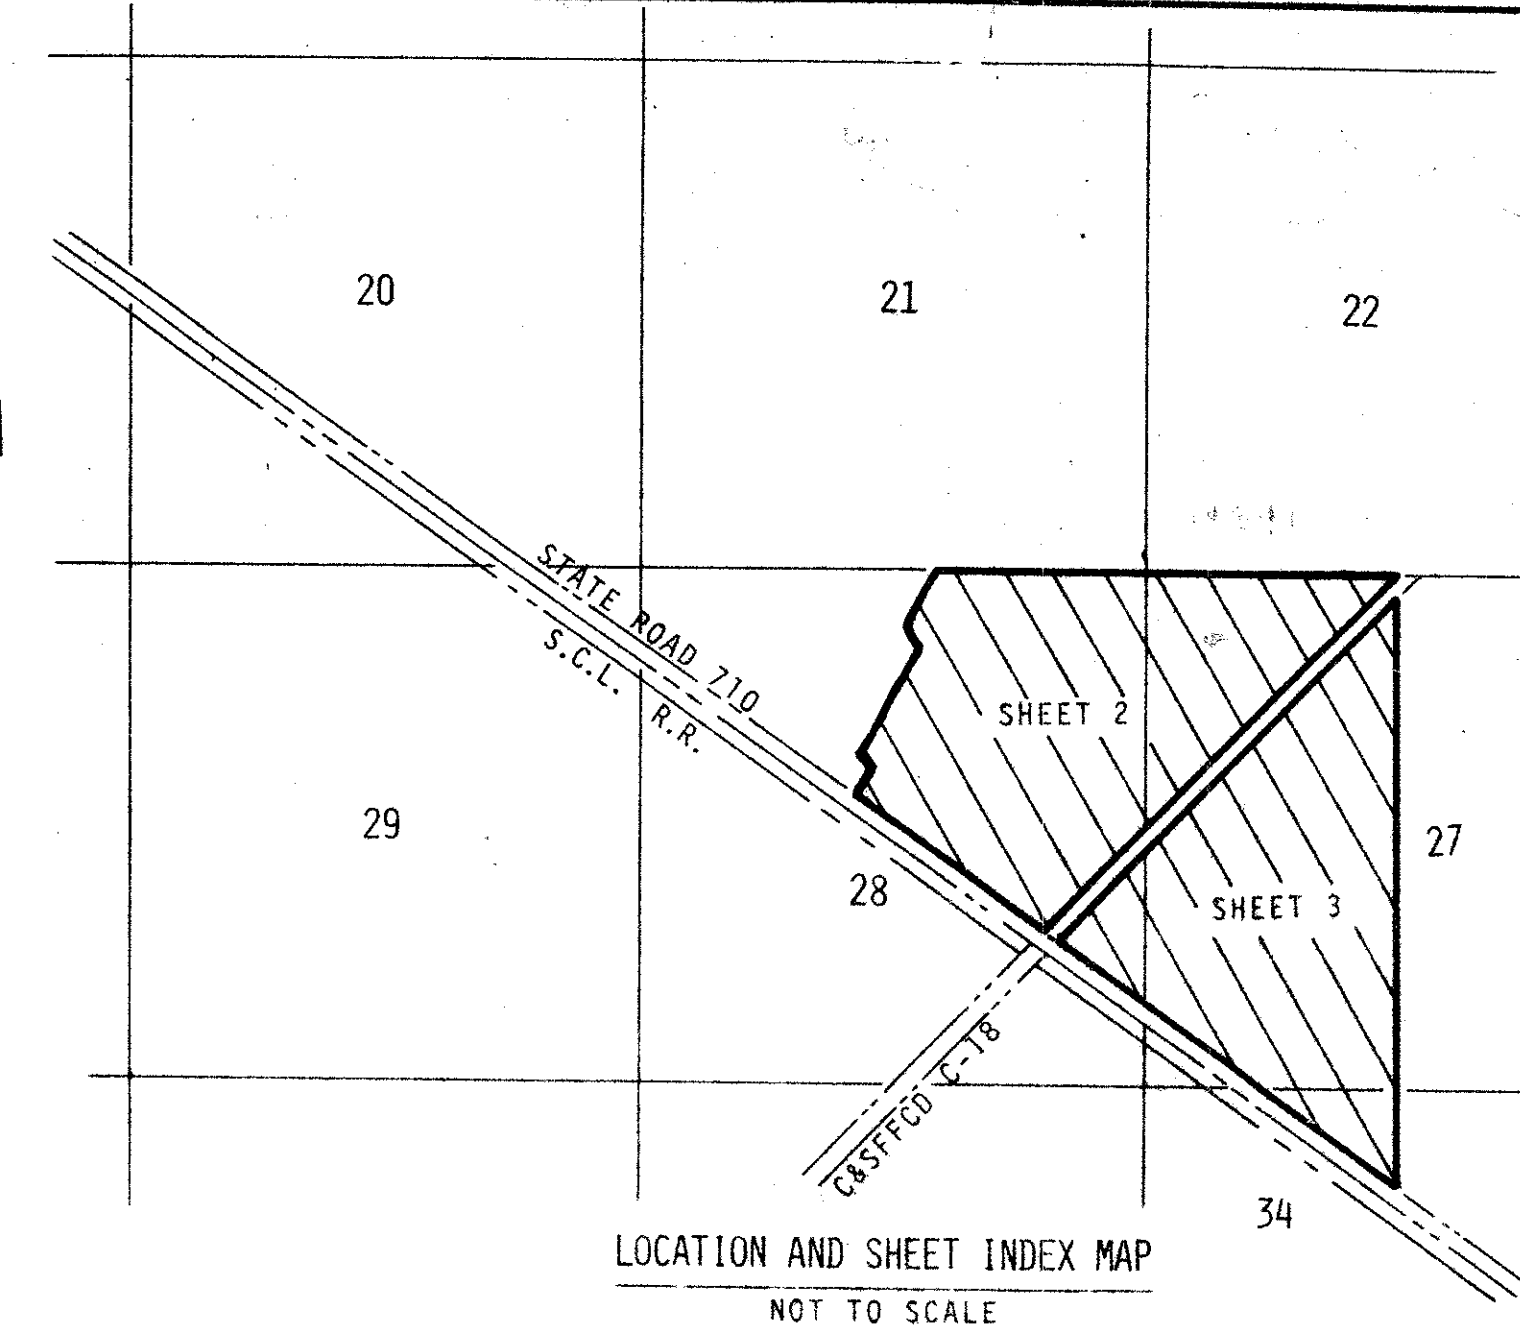 20
21
22
STATE ROAD 710
S.C.L. R.R.
SHEET 2
29
27
28
SHEET 3
C&SFFCD C-18
34
LOCATION AND SHEET INDEX MAP
NOT TO SCALE